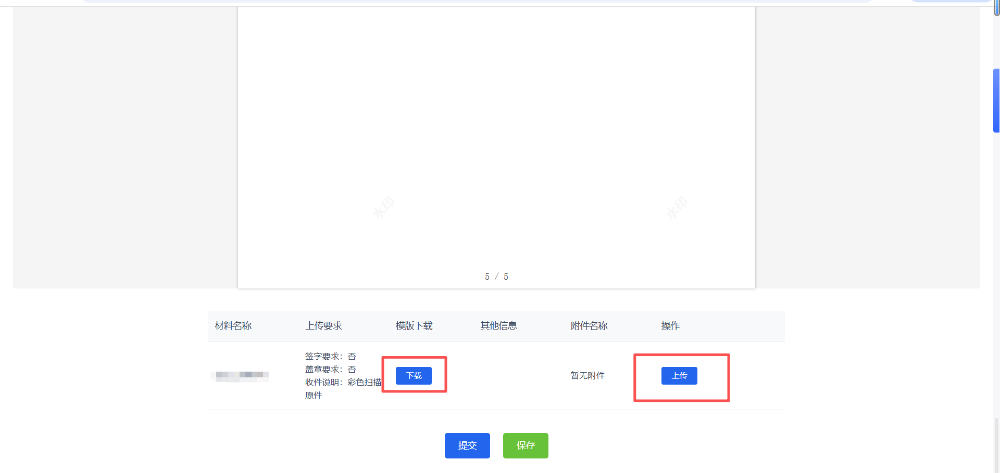 水印 水印
5 / 5
材料名称 上传要求 模版下载 其他信息 附件名称 操作
签字要求：否
盖章要求：否
收件说明：彩色扫描
原件
下载
暂无附件
上传
提交 保存